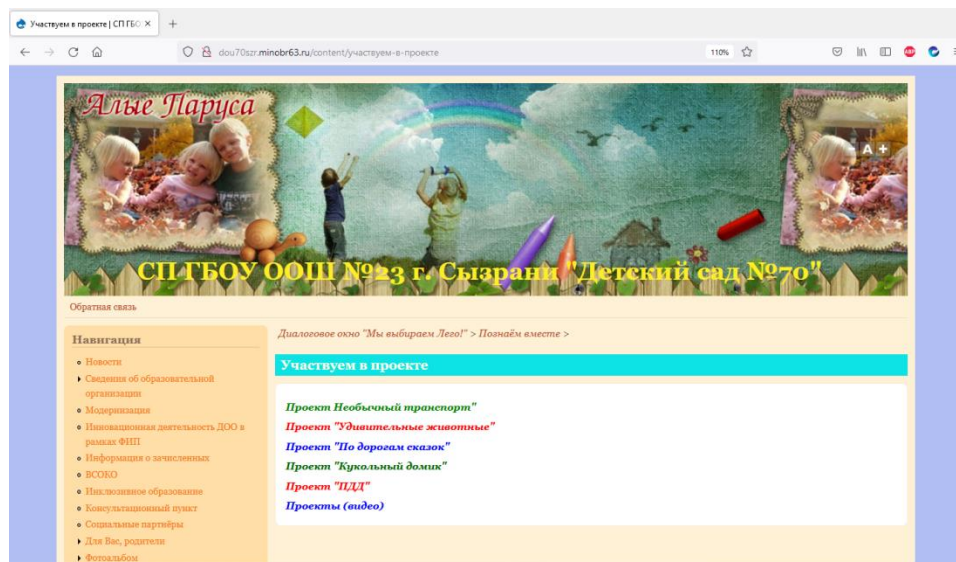 Участвуем в проекте | СП ГБО
dou70szr.minobr63.ru/content/участвуем-в-проекте
110%
ABP
Алые Паруса
- A +
СП ГБОУ ООШ №23 г. Сызрани "Детский сад №70"
Обратная связь
Навигация
Новости
Сведения об образовательной
организации
Модернизация
Инновационная деятельность ДОО в
рамках ФИП
Информация о зачисленных
ВСОКО
Инклюзивное образование
Консультационный пункт
Социальные партнёры
Для Вас, родители
Фотоальбом
Диалоговое окно "Мы выбираем Лего!" > Познаём вместе >
Участвуем в проекте
Проект Необычный транспорт"
Проект "Удивительные животные"
Проект "По дорогам сказок"
Проект "Кукольный домик"
Проект "ПДД"
Проекты (видео)